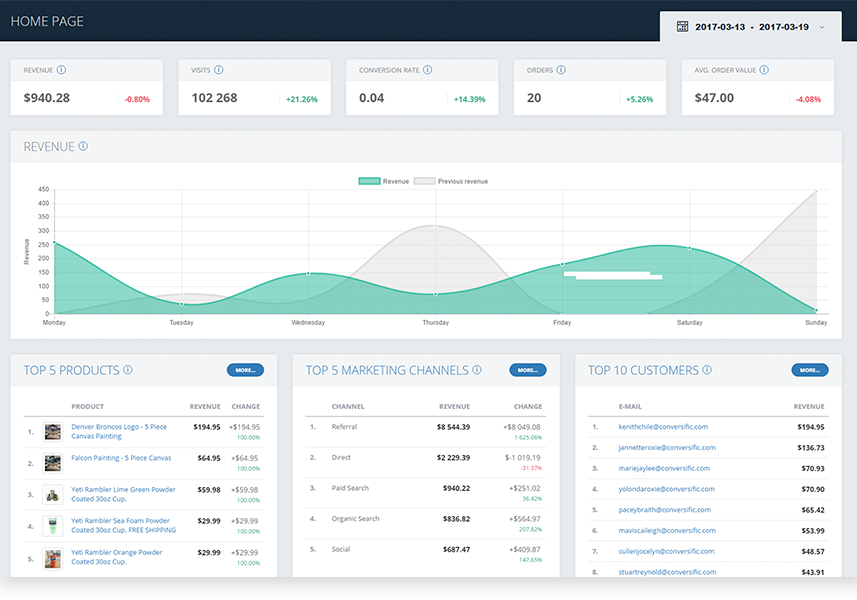 HOME PAGE
2017-03-13 - 2017-03-19
REVENUE
$940.28 -0.80%
VISITS
102 268 +21.26%
CONVERSION RATE
0.04 +14.39%
ORDERS
20 +5.26%
AVG. ORDER VALUE
$47.00 -4.08%
REVENUE
Revenue Previous revenue
Revenue
450
400
350
300
250
200
150
100
50
0
Monday Tuesday Wednesday Thursday Friday Saturday Sunday
TOP 5 PRODUCTS MORE...
PRODUCT REVENUE CHANGE
1. Denver Broncos Logo - 5 Piece $194.95 +$194.95
Canvas Painting 100.00%
2. Falcon Painting - 5 Piece Canvas $64.95 +$64.95
100.00%
3. Yeti Rambler Lime Green Powder $59.98 +$59.98
Coated 30oz Cup. 100.00%
4. Yeti Rambler Sea Foam Powder $29.99 +$29.99
Coated 30oz Cup. FREE SHIPPING 100.00%
5. Yeti Rambler Orange Powder $29.99 +$29.99
Coated 30oz Cup. 100.00%
TOP 5 MARKETING CHANNELS MORE...
CHANNEL REVENUE CHANGE
1. Referral $8 544.39 +$8 049.08
1 625.06%
2. Direct $2 229.39 $-1 019.19
-31.37%
3. Paid Search $940.22 +$251.02
36.42%
4. Organic Search $836.82 +$564.97
207.82%
5. Social $687.47 +$409.87
147.65%
TOP 10 CUSTOMERS MORE...
E-MAIL REVENUE
1. kenithchile@conversific.com $194.95
2. jannetteroxie@conversific.com $136.73
3. mariejaylee@conversific.com $70.93
4. yolondaroxie@conversific.com $70.90
5. paceybraith@conversific.com $65.42
6. maviscaileigh@conversific.com $53.99
7. cullenjocelyn@conversific.com $48.57
8. stuartreynold@conversific.com $43.91